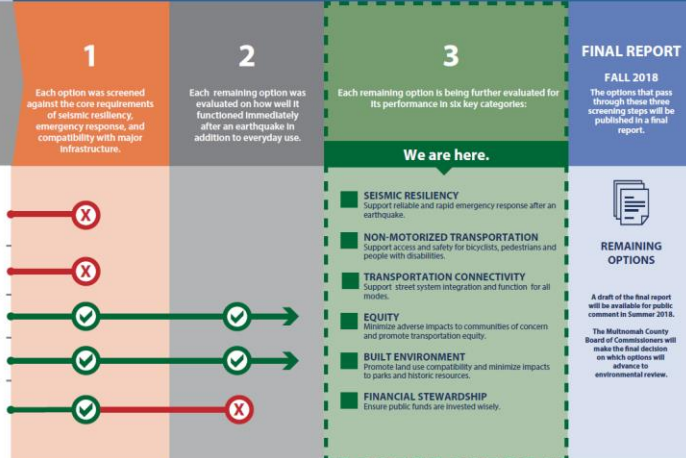 1
Each option was screened
against the core requirements
of seismic resiliency,
emergency response, and
compatibility with major
infrastructure.
2
Each remaining option was
evaluated on how well it
functioned immediately
after an earthquake in
addition to everyday use.
3
Each remaining option is being further evaluated for
its performance in six key categories:
We are here.
SEISMIC RESILIENCY
Support reliable and rapid emergency response after an
earthquake.
NON-MOTORIZED TRANSPORTATION
Support access and safety for bicyclists, pedestrians and
people with disabilities.
TRANSPORTATION CONNECTIVITY
Support street system integration and function for all
modes.
EQUITY
Minimize adverse impacts to communities of concern
and promote transportation equity.
BUILT ENVIRONMENT
Promote land use compatibility and minimize impacts
to parks and historic resources.
FINANCIAL STEWARDSHIP
Ensure public funds are invested wisely.
FINAL REPORT
FALL 2018
The options that pass
through these three
screening steps will be
published in a final
report.
REMAINING
OPTIONS
A draft of the final report
will be available for public
comment in Summer 2018.
The Multnomah County
Board of Commissioners will
make the final decision
on which options will
advance to
environmental review.
X
X
X